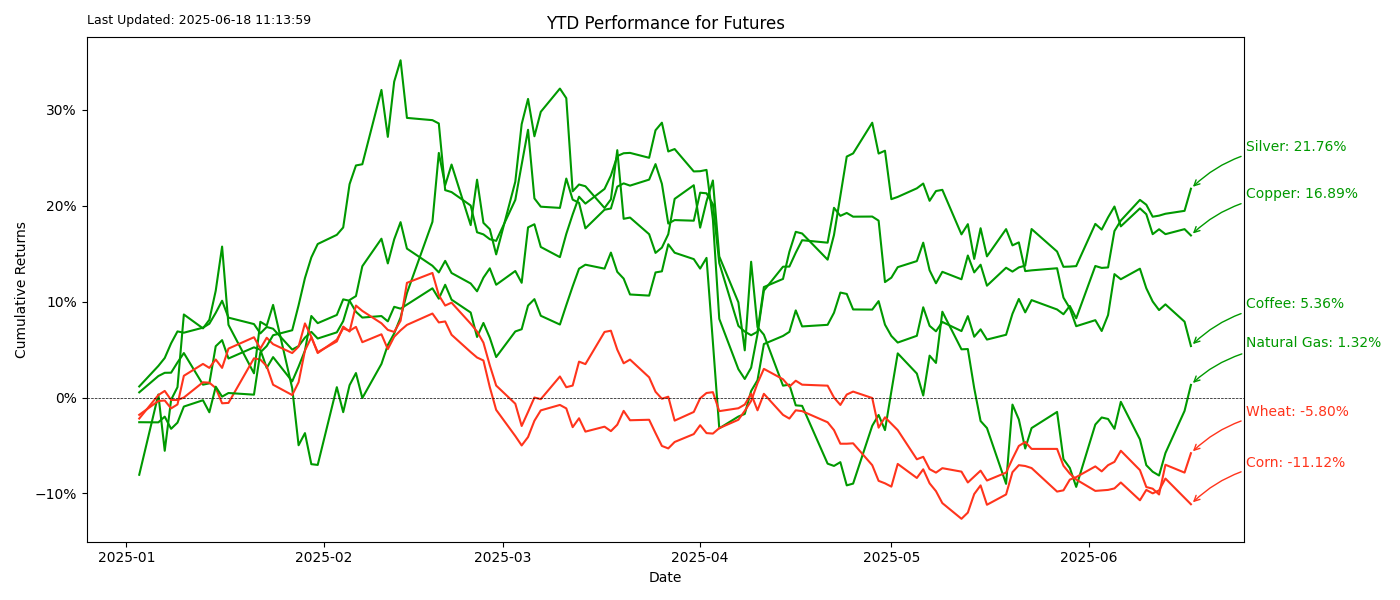 Last Updated: 2025-06-18 11:13:59
YTD Performance for Futures
Cumulative Returns
30%
20%
10%
0%
−10%
Silver: 21.76%
Copper: 16.89%
Coffee: 5.36%
Natural Gas: 1.32%
Wheat: -5.80%
Corn: -11.12%
2025-01
2025-02
2025-03
2025-04
2025-05
2025-06
Date